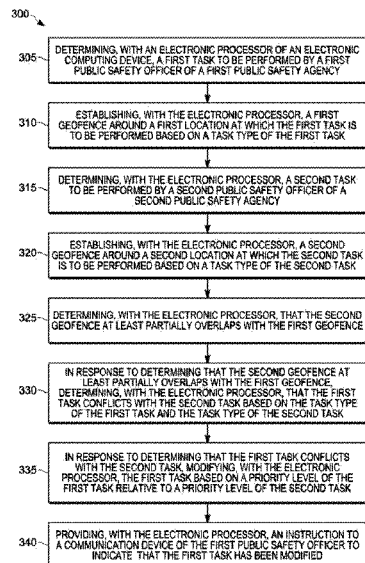 300
305
DETERMINING, WITH AN ELECTRONIC PROCESSOR OF AN ELECTRONIC
COMPUTING DEVICE, A FIRST TASK TO BE PERFORMED BY A FIRST
PUBLIC SAFETY OFFICER OF A FIRST PUBLIC SAFETY AGENCY
310
ESTABLISHING, WITH THE ELECTRONIC PROCESSOR, A FIRST
GEOFENCE AROUND A FIRST LOCATION AT WHICH THE FIRST TASK IS
TO BE PERFORMED BASED ON A TASK TYPE OF THE FIRST TASK
315
DETERMINING, WITH THE ELECTRONIC PROCESSOR, A SECOND TASK
TO BE PERFORMED BY A SECOND PUBLIC SAFETY OFFICER OF A
SECOND PUBLIC SAFETY AGENCY
320
ESTABLISHING, WITH THE ELECTRONIC PROCESSOR, A SECOND
GEOFENCE AROUND A SECOND LOCATION AT WHICH THE SECOND TASK
IS TO BE PERFORMED BASED ON A TASK TYPE OF THE SECOND TASK
325
DETERMINING, WITH THE ELECTRONIC PROCESSOR, THAT THE
SECOND GEOFENCE AT LEAST PARTIALLY OVERLAPS WITH THE FIRST GEOFENCE
330
IN RESPONSE TO DETERMINING THAT THE SECOND GEOFENCE AT
LEAST PARTIALLY OVERLAPS WITH THE FIRST GEOFENCE,
DETERMINING, WITH THE ELECTRONIC PROCESSOR, THAT THE FIRST
TASK CONFLICTS WITH THE SECOND TASK BASED ON THE TASK TYPE
OF THE FIRST TASK AND THE TASK TYPE OF THE SECOND TASK
335
IN RESPONSE TO DETERMINING THAT THE FIRST TASK CONFLICTS
WITH THE SECOND TASK, MODIFYING, WITH THE ELECTRONIC
PROCESSOR, THE FIRST TASK BASED ON A PRIORITY LEVEL OF THE
FIRST TASK RELATIVE TO A PRIORITY LEVEL OF THE SECOND TASK
340
PROVIDING, WITH THE ELECTRONIC PROCESSOR, AN INSTRUCTION
TO A COMMUNICATION DEVICE OF THE FIRST PUBLIC SAFETY OFFICER TO
INDICATE THAT THE FIRST TASK HAS BEEN MODIFIED